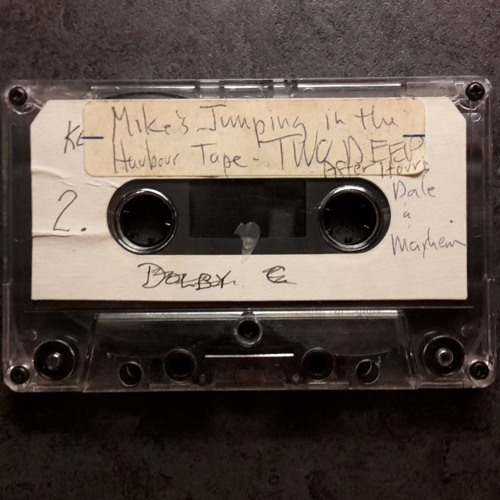 Mike's Jumping in the
Harbour Tape - TWO DEEP
After Hours
2.
Dale
a
Mayhem
DOLBY. C